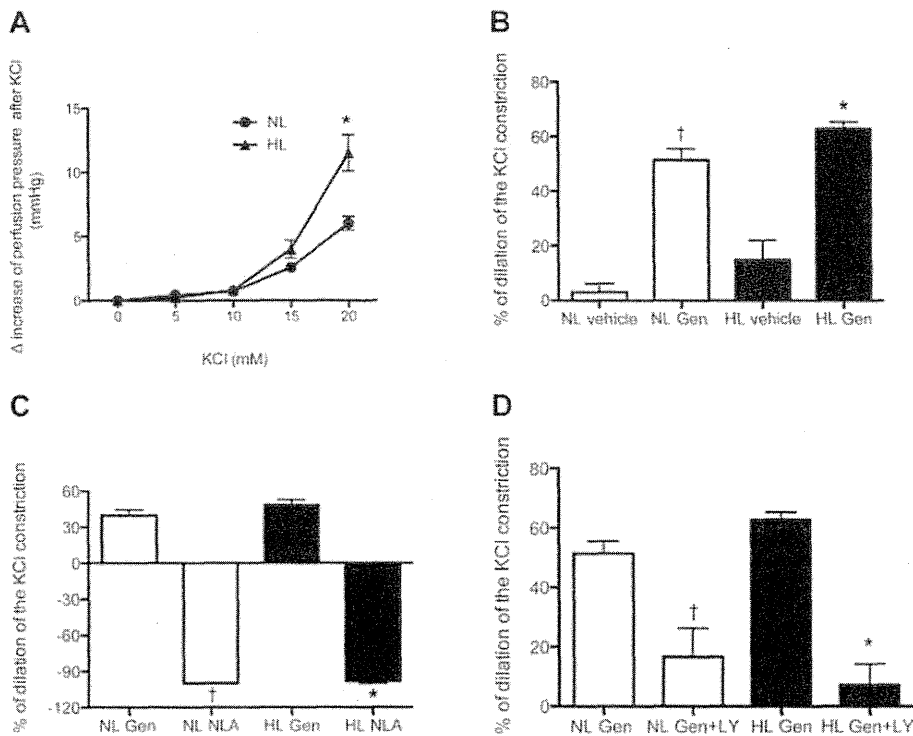 A
Δ increase of perfusion pressure after KCl
(mmHg)
15
10
5
0
NL
HL
*
0 5 10 15 20
KCl (mM)
B
% of dilation of the KCl constriction
80
60
40
20
0
†
*
NL vehicle NL Gen HL vehicle HL Gen
C
% of dilation of the KCl constriction
60
30
0
-30
-60
-90
-120
†
*
NL Gen NL NLA HL Gen HL NLA
D
% of dilation of the KCl constriction
80
60
40
20
0
†
*
NL Gen NL Gen+LY HL Gen HL Gen+LY